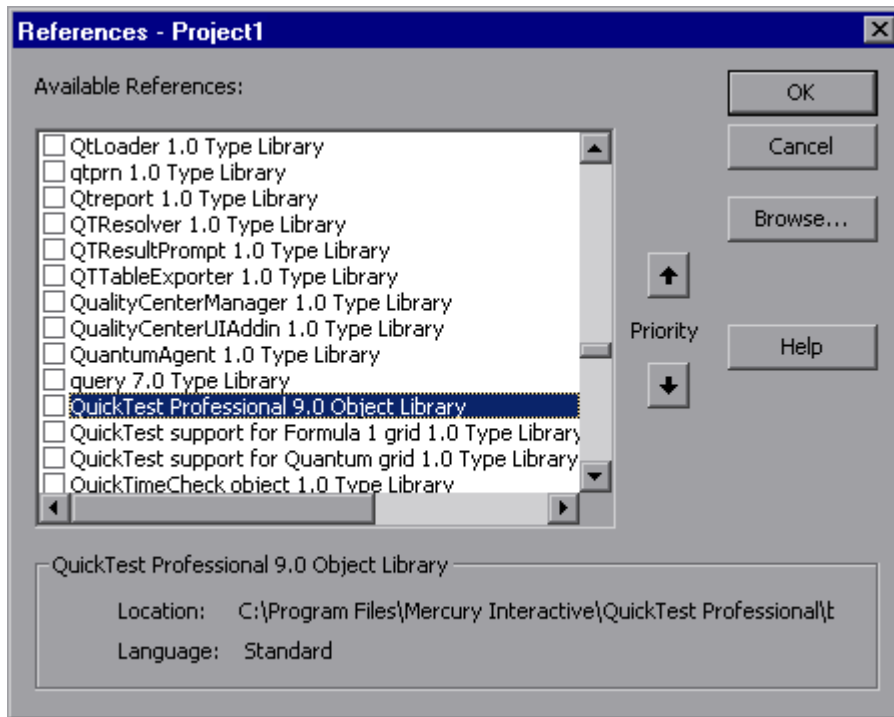 References - Project1
Available References:
QtLoader 1.0 Type Library
qtprn 1.0 Type Library
Qtreport 1.0 Type Library
QTResolver 1.0 Type Library
QTResultPrompt 1.0 Type Library
QTTableExporter 1.0 Type Library
QualityCenterManager 1.0 Type Library
QualityCenterUIAddin 1.0 Type Library
QuantumAgent 1.0 Type Library
query 7.0 Type Library
QuickTest Professional 9.0 Object Library
QuickTest support for Formula 1 grid 1.0 Type Library
QuickTest support for Quantum grid 1.0 Type Library
QuickTimeCheck object 1.0 Type Library
Priority
OK
Cancel
Browse...
Help
QuickTest Professional 9.0 Object Library
Location: C:\Program Files\Mercury Interactive\QuickTest Professional\t
Language: Standard